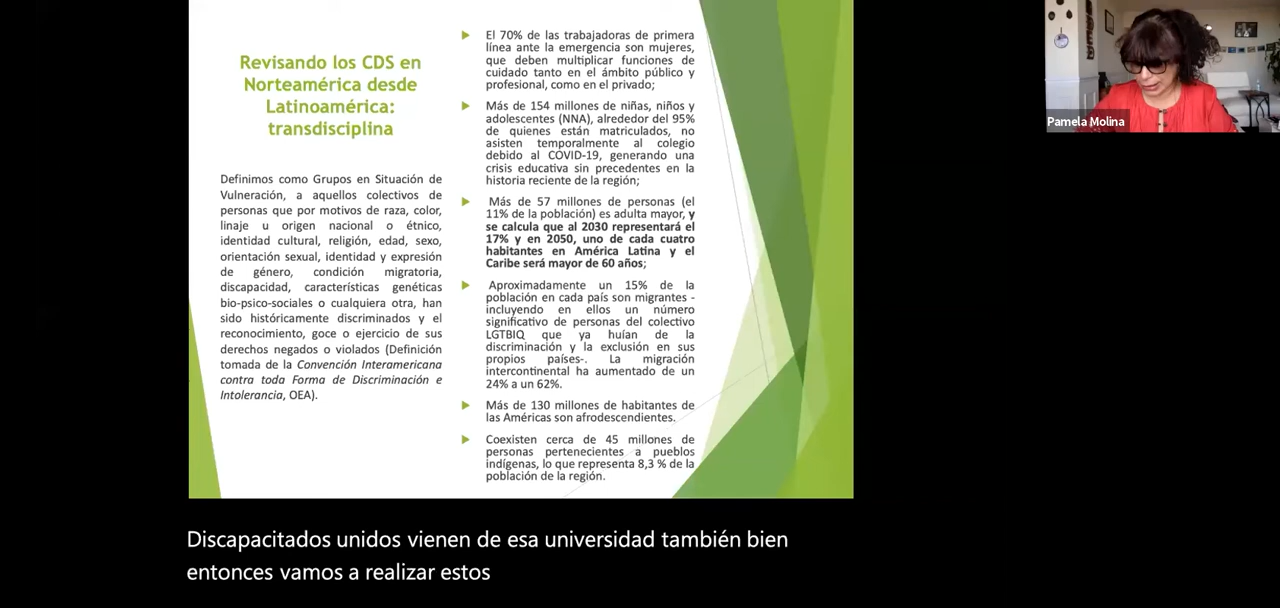 Revisando los CDS en
Norteamérica desde
Latinoamérica:
transdisciplina
Definimos como Grupos en Situación de
Vulneración, a aquellos colectivos de
personas que por motivos de raza, color,
linaje u origen nacional o étnico,
identidad cultural, religión, edad, sexo,
orientación sexual, identidad y expresión
de género, condición migratoria,
discapacidad, características genéticas
bio-psico-sociales o cualquiera otra, han
sido históricamente discriminados y el
reconocimiento, goce o ejercicio de sus
derechos negados o violados (Definición
tomada de la Convención Interamericana
contra toda Forma de Discriminación e
Intolerancia, OEA).
El 70% de las trabajadoras de primera
línea ante la emergencia son mujeres,
que deben multiplicar funciones de
cuidado tanto en el ámbito público y
profesional, como en el privado;
Más de 154 millones de niñas, niños y
adolescentes (NNA), alrededor del 95%
de quienes están matriculados, no
asisten temporalmente al colegio
debido al COVID-19, generando una
crisis educativa sin precedentes en la
historia reciente de la región;
Más de 57 millones de personas (el
11% de la población) es adulta mayor, y
se calcula que al 2030 representará el
17% y en 2050, uno de cada cuatro
habitantes en América Latina y el
Caribe será mayor de 60 años;
Aproximadamente un 15% de la
población en cada país son migrantes -
incluyendo en ellos un número
significativo de personas del colectivo
LGTBIQ que ya huían de la
discriminación y la exclusión en sus
propios países-. La migración
intercontinental ha aumentado de un
24% a un 62%.
Más de 130 millones de habitantes de
las Américas son afrodescendientes.
Coexisten cerca de 45 millones de
personas pertenecientes a pueblos
indígenas, lo que representa 8,3 % de la
población de la región.
Pamela Molina
Discapacitados unidos vienen de esa universidad también bien
entonces vamos a realizar estos